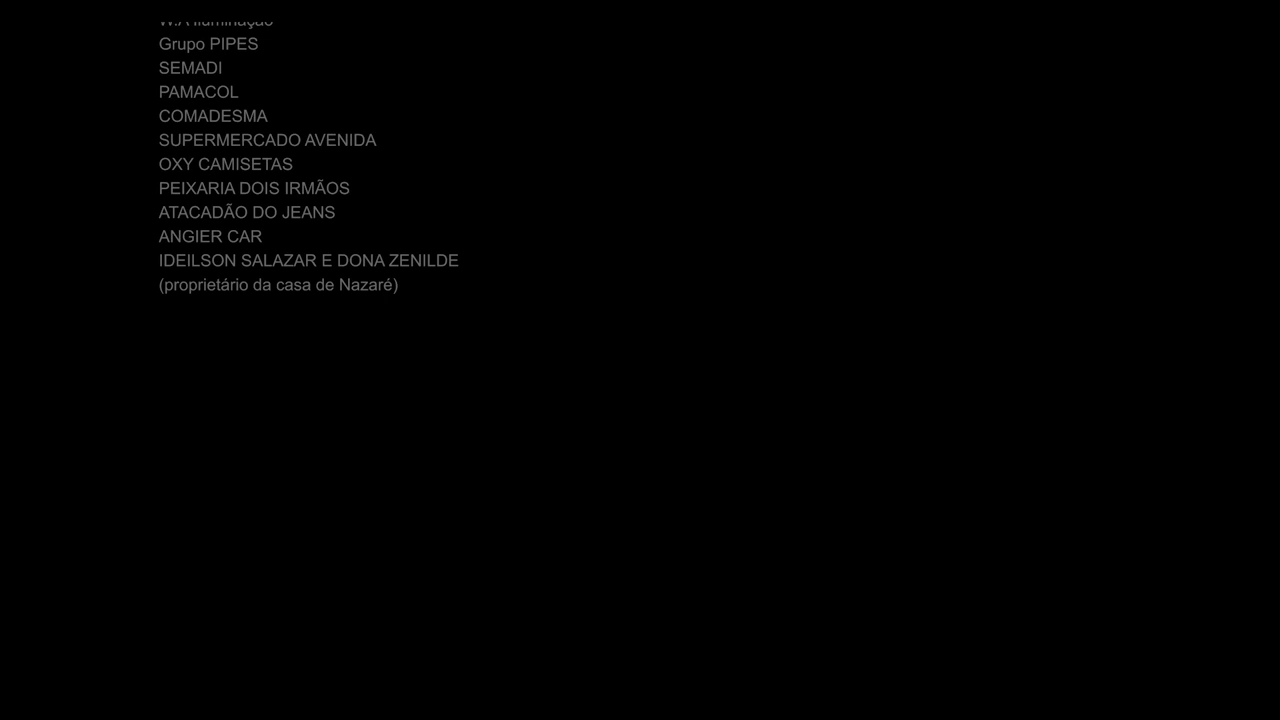 W.A Iluminação
Grupo PIPES
SEMADI
PAMACOL
COMADESMA
SUPERMERCADO AVENIDA
OXY CAMISETAS
PEIXARIA DOIS IRMÃOS
ATACADÃO DO JEANS
ANGIER CAR
IDEILSON SALAZAR E DONA ZENILDE
(proprietário da casa de Nazaré)